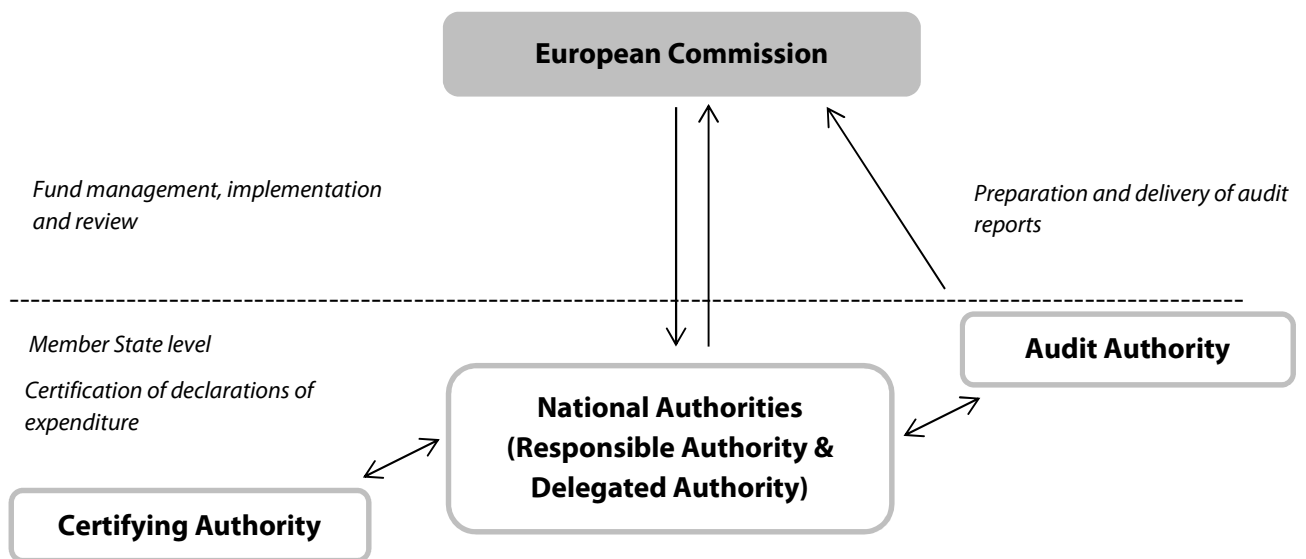 European Commission
Fund management, implementation
and review
Preparation and delivery of audit
reports
Member State level
Certification of declarations of
expenditure
Audit Authority
National Authorities
(Responsible Authority &
Delegated Authority)
Certifying Authority